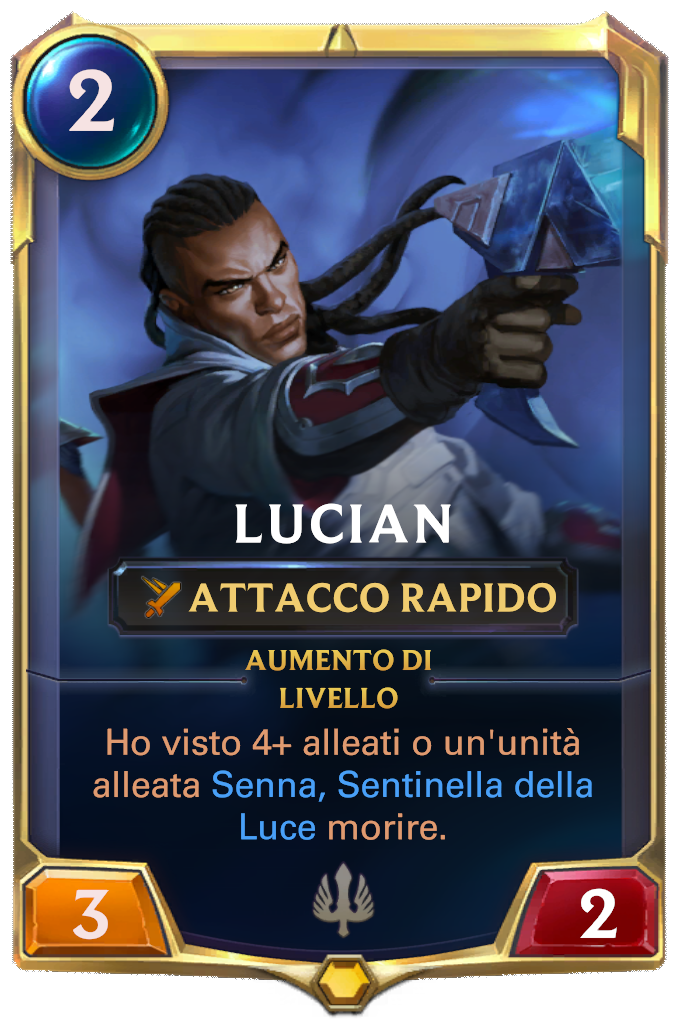 2
LUCIAN
ATTACCO RAPIDO
AUMENTO DI
LIVELLO
Ho visto 4+ alleati o un'unità
alleata Senna, Sentinella della
Luce morire.
3
2